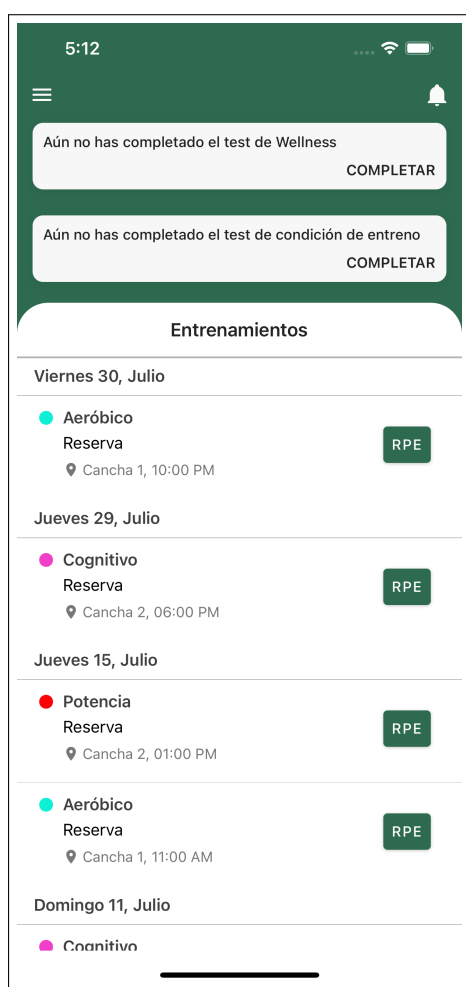 5:12
Aún no has completado el test de Wellness
COMPLETAR
Aún no has completado el test de condición de entreno
COMPLETAR
Entrenamientos
Viernes 30, Julio
Aeróbico
Reserva
RPE
Cancha 1, 10:00 PM
Jueves 29, Julio
Cognitivo
Reserva
RPE
Cancha 2, 06:00 PM
Jueves 15, Julio
Potencia
Reserva
RPE
Cancha 2, 01:00 PM
Aeróbico
Reserva
RPE
Cancha 1, 11:00 AM
Domingo 11, Julio
Cognitivo